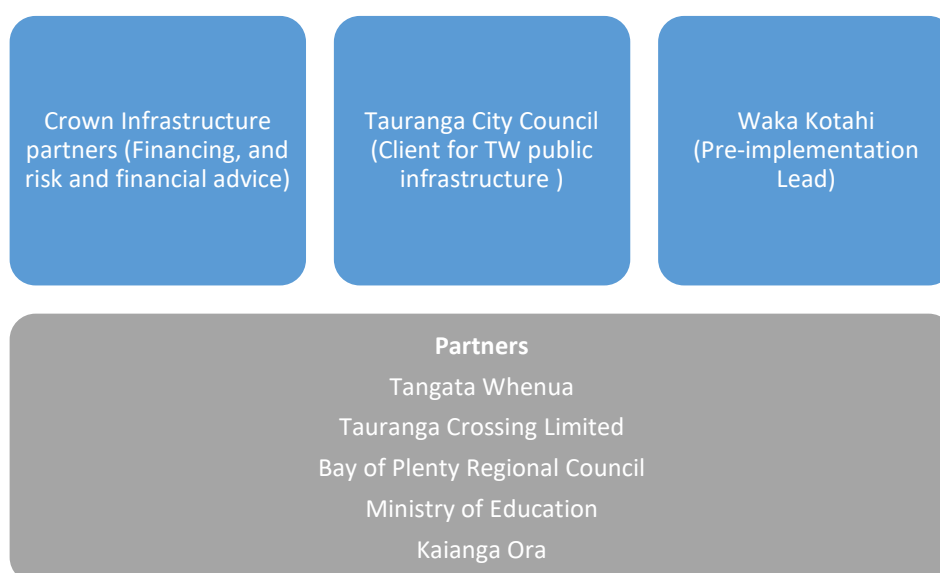 Crown Infrastructure
partners (Financing, and
risk and financial advice)
Tauranga City Council
(Client for TW public
infrastructure )
Waka Kotahi
(Pre-implementation
Lead)
Partners
Tangata Whenua
Tauranga Crossing Limited
Bay of Plenty Regional Council
Ministry of Education
Kaianga Ora